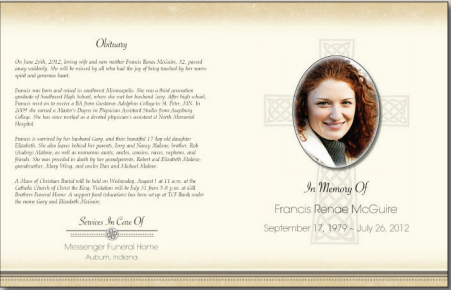 Obituary
On June 26th, 2012, loving wife and new mother Francis Renae McGuire, 32, passed
away suddenly. She will be missed by all who had the joy of being touched by her warm
spirit and generous heart.
Francis was born and raised in southwest Minneapolis. She was a third generation
graduate of Southwest High School, where she met her husband Gary. After high school,
Francis went on to receive a BA from Gustavus Adolphus College in St. Peter, MN. In
2009 she earned a Master's Degree in Physician Assistant Studies from Augsburg
College. She has since worked as a devoted physician's assistant at North Memorial
Hospital.
Francis is survived by her husband Gary, and their beautiful 17 day old daughter
Elizabeth. She also leaves behind her parents, Terry and Nancy Malone; brother, Rob
(Andrea) Malone; as well as numerous aunts, uncles, cousins, nieces, nephews, and
friends. She was preceded in death by her grandparents, Robert and Elizabeth Malone;
grandmother, Mary Wing; and uncles Dan and Michael Malone.
A Mass of Christian Burial will be held on Wednesday, August 1 at 11 a.m. at the
Catholic Church of Christ the King. Visitation will be July 31 from 5-8 p.m. at Gill
Brothers Funeral Home. A support fund (education) has been set up at TCF Bank under
the name Gary and Elizabeth McGuire.
Services In Care Of
Messenger Funeral Home
Auburn, Indiana
In Memory Of
Francis Renae McGuire
September 17, 1979 ~ July 26, 2012